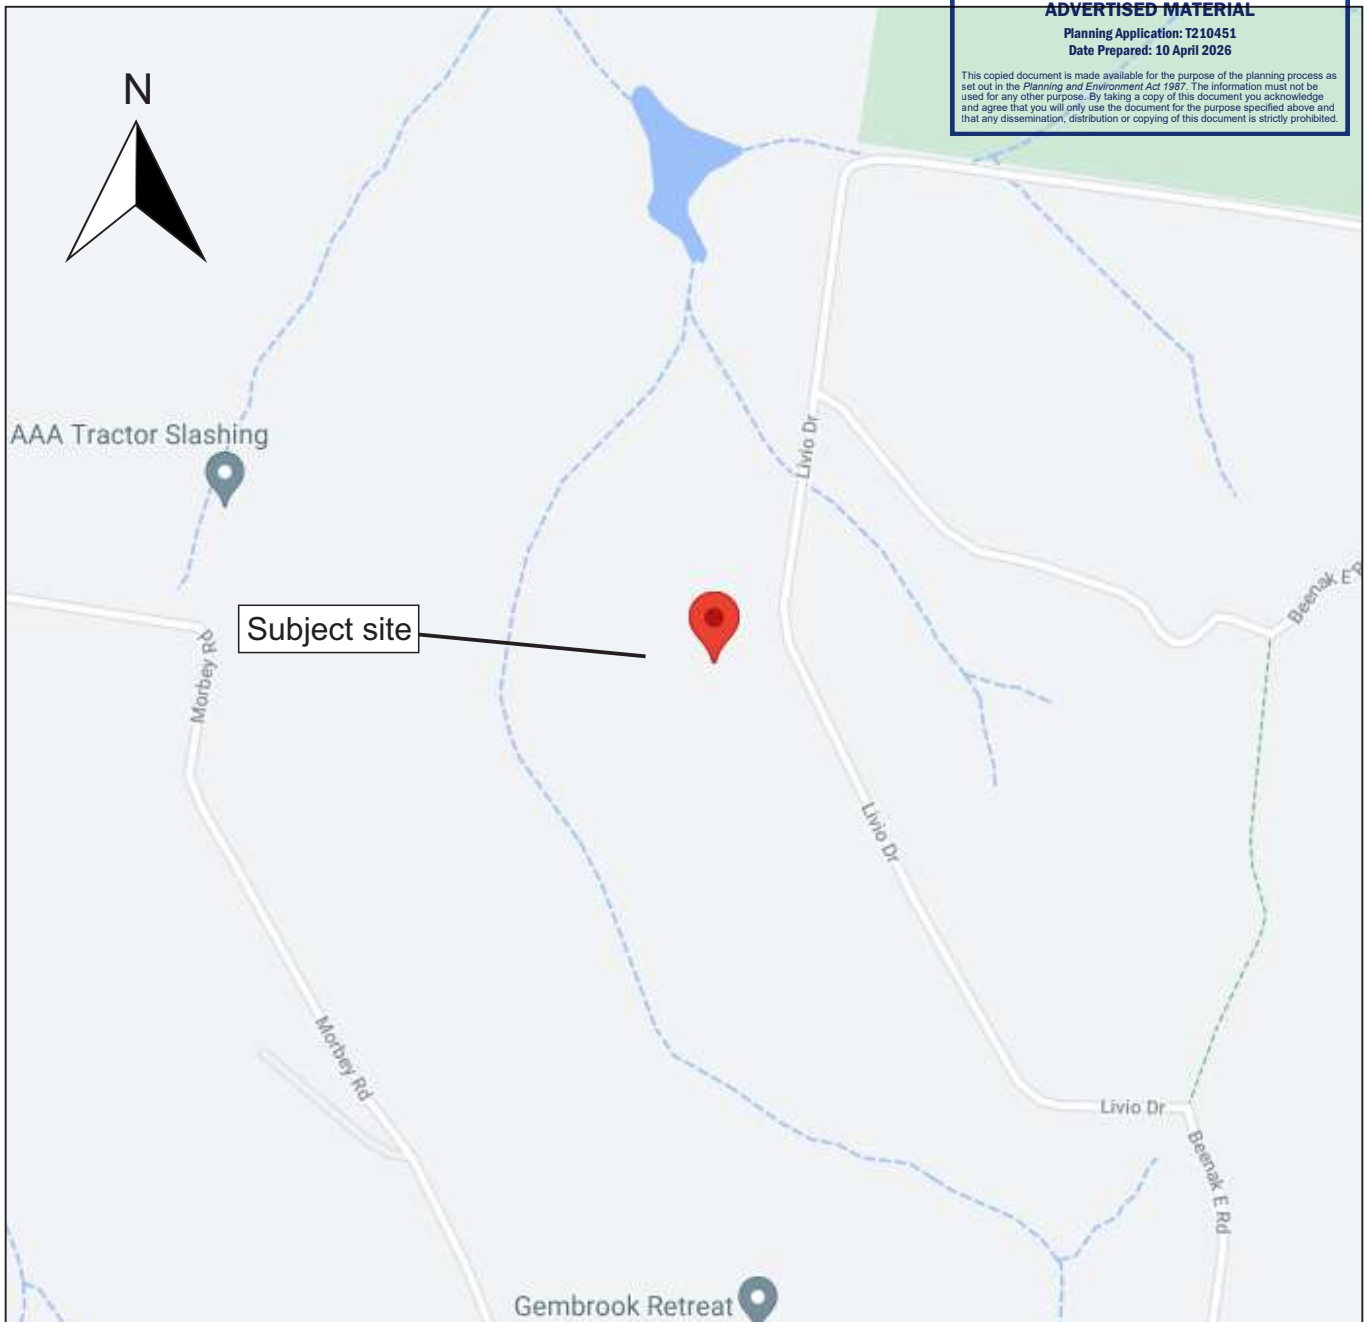 ADVERTISED MATERIAL
Planning Application: T210451
Date Prepared: 10 April 2026
This copied document is made available for the purpose of the planning process as
set out in the Planning and Environment Act 1987. The information must not be
used for any other purpose. By taking a copy of this document you acknowledge
and agree that you will only use the document for the purpose specified above and
that any dissemination, distribution or copying of this document is strictly prohibited.
N
AAA Tractor Slashing
Livio Dr
Beenak E R
Subject site
Morbey Rd
Livio Dr
Morbey Rd
Livio Dr
Beenak E Rd
Gembrook Retreat